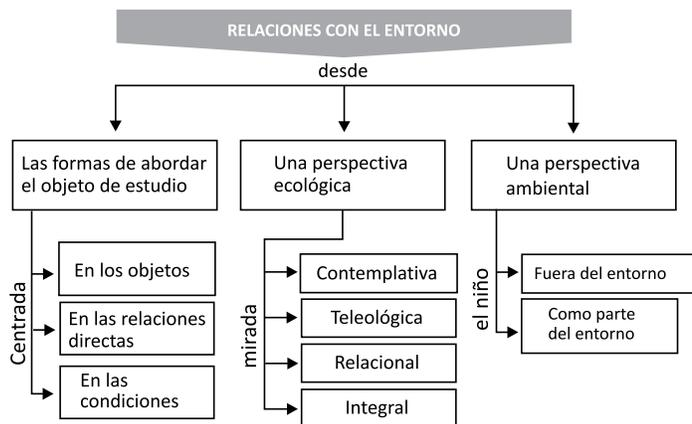 RELACIONES CON EL ENTORNO
desde
Las formas de abordar
el objeto de estudio
Centrada
En los objetos
En las relaciones
directas
En las
condiciones
Una perspectiva
ecológica
mirada
Contemplativa
Teleológica
Relacional
Integral
Una perspectiva
ambiental
el niño
Fuera del entorno
Como parte
del entorno